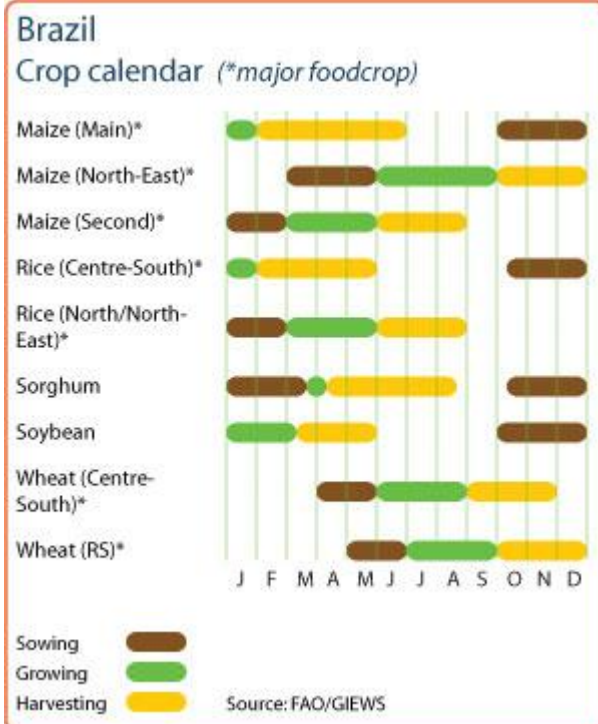 Brazil
Crop calendar (*major foodcrop)
Maize (Main)*
Maize (North-East)*
Maize (Second)*
Rice (Centre-South)*
Rice (North/North-
East)*
Sorghum
Soybean
Wheat (Centre-
South)*
Wheat (RS)*
J F M A M J J A S O N D
Sowing
Growing
Harvesting
Source: FAO/GIEWS